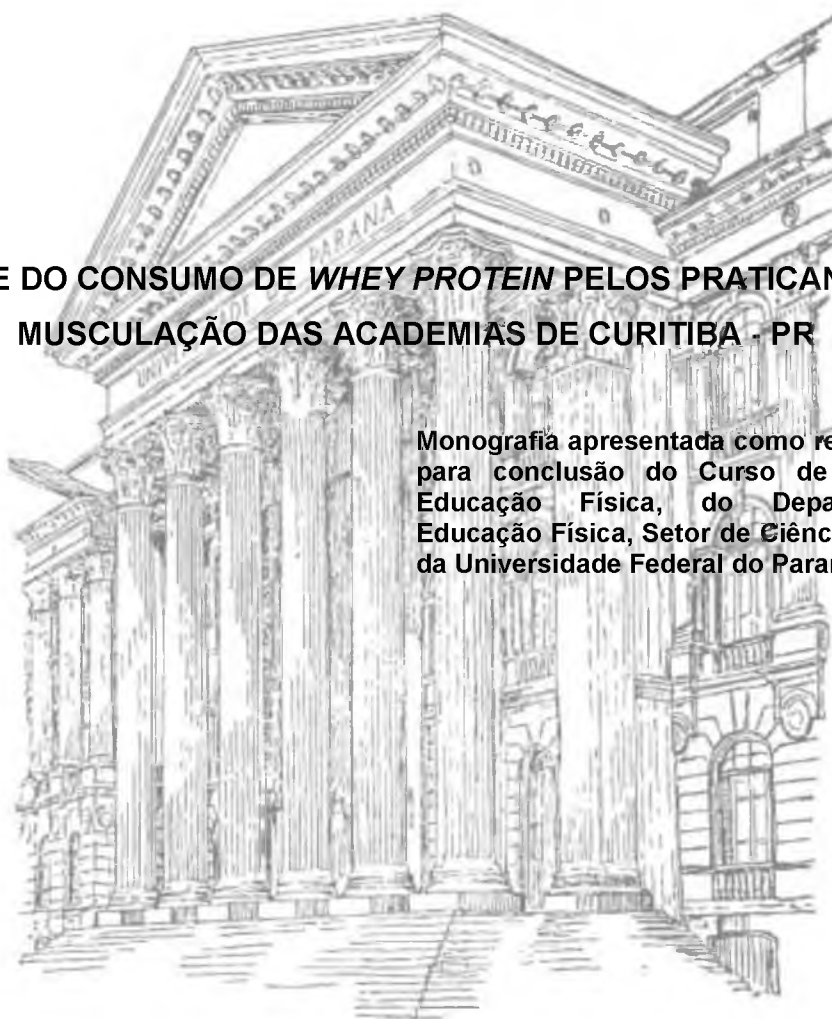 PARANÁ
E DO CONSUMO DE WHEY PROTEIN PELOS PRATICAN
MUSCULAÇÃO DAS ACADEMIAS DE CURITIBA - PR
Monografia apresentada como re
para conclusão do Curso de
Educação Física, do Depa
Educação Física, Setor de Ciênc
da Universidade Federal do Paran